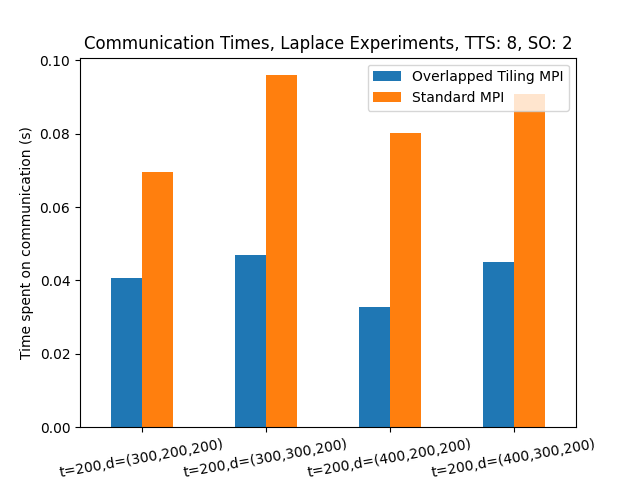 Communication Times, Laplace Experiments, TTS: 8, SO: 2
Overlapped Tiling MPI
Standard MPI
Time spent on communication (s)
0.10
0.08
0.06
0.04
0.02
0.00
t=200,d=(300,200,200)
t=200,d=(300,300,200)
t=200,d=(400,200,200)
t=200,d=(400,300,200)